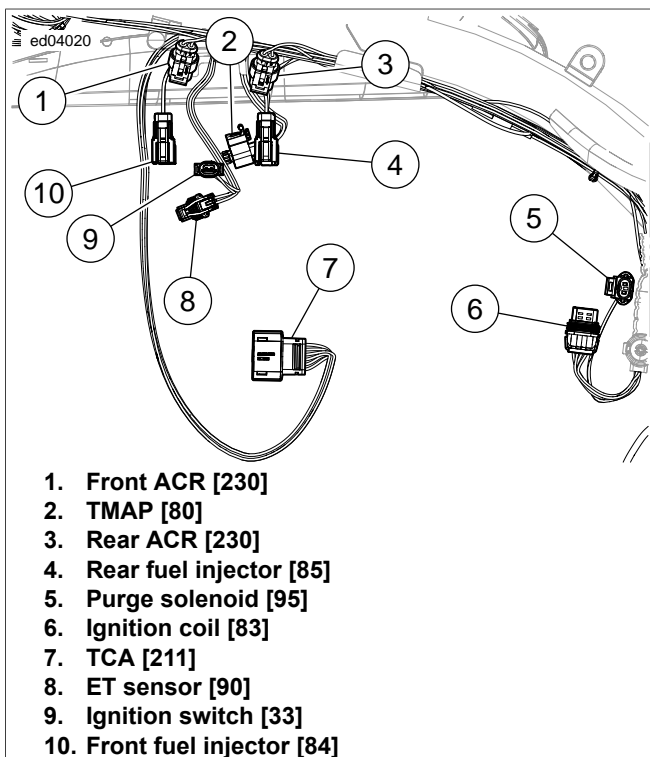 ed04020
2
1
3
10
4
9
5
8
7
6
1. Front ACR [230]
2. TMAP [80]
3. Rear ACR [230]
4. Rear fuel injector [85]
5. Purge solenoid [95]
6. Ignition coil [83]
7. TCA [211]
8. ET sensor [90]
9. Ignition switch [33]
10. Front fuel injector [84]